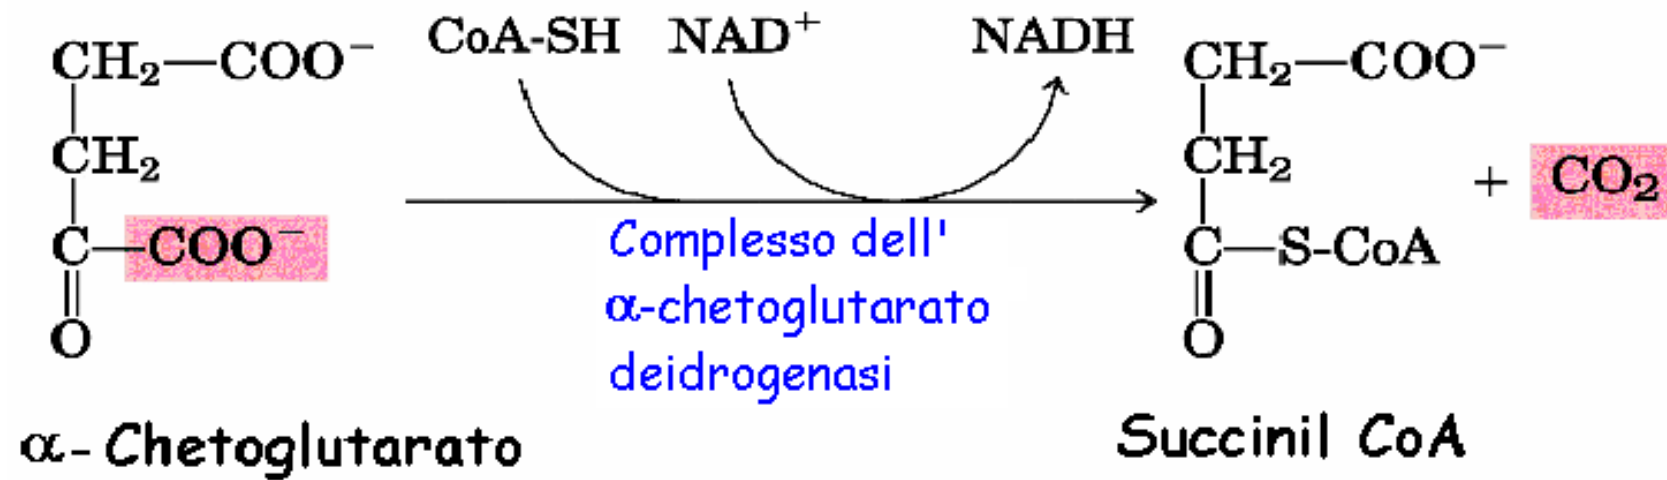 CH₂—COO⁻ CoA-SH NAD⁺ NADH CH₂—COO⁻
CH₂ CH₂ + CO₂
C—COO⁻ C—S-CoA
O O
Complesso dell'
α-chetoglutarato
deidrogenasi
α- Chetoglutarato Succinil CoA